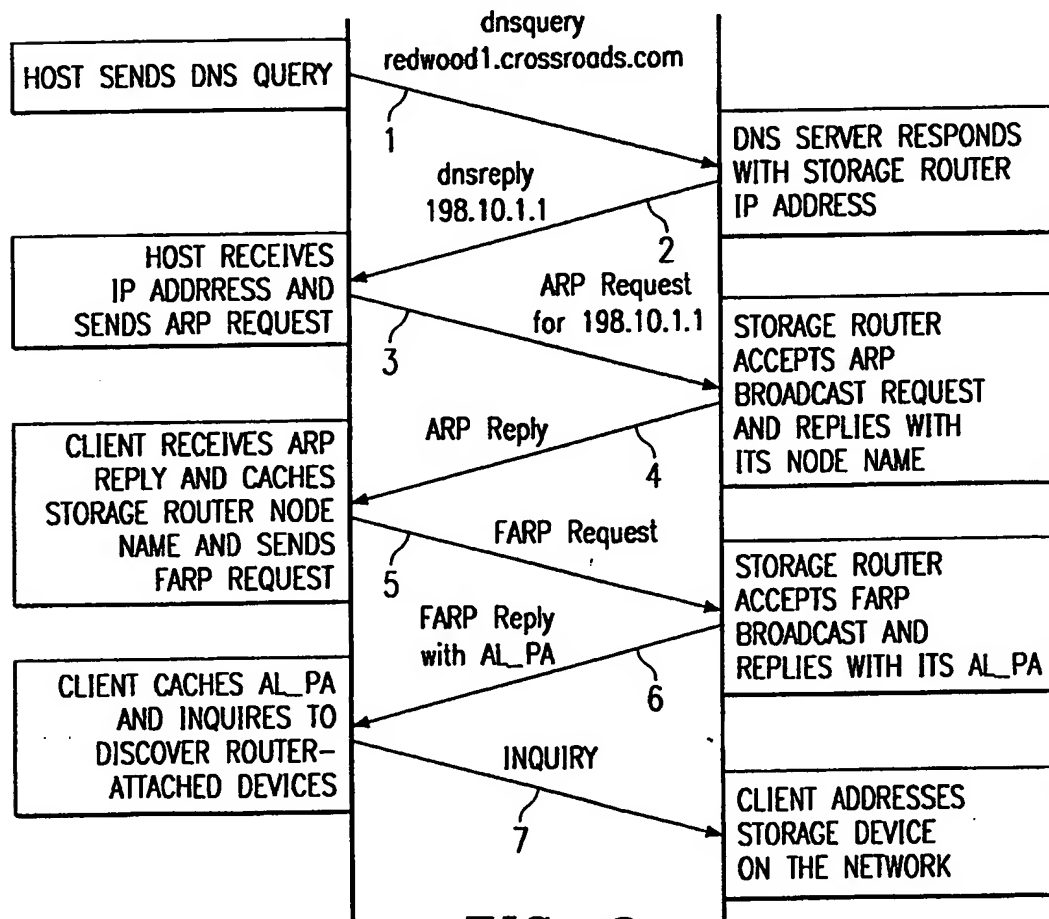 dnsquery
redwood1.crossroads.com
HOST SENDS DNS QUERY
1
DNS SERVER RESPONDS
WITH STORAGE ROUTER
IP ADDRESS
dnsreply
198.10.1.1
2
HOST RECEIVES
IP ADDRRESS AND
SENDS ARP REQUEST
ARP Request
for 198.10.1.1
3
STORAGE ROUTER
ACCEPTS ARP
BROADCAST REQUEST
AND REPLIES WITH
ITS NODE NAME
ARP Reply
4
CLIENT RECEIVES ARP
REPLY AND CACHES
STORAGE ROUTER NODE
NAME AND SENDS
FARP REQUEST
FARP Request
5
STORAGE ROUTER
ACCEPTS FARP
BROADCAST AND
REPLIES WITH ITS AL_PA
FARP Reply
with AL_PA
6
CLIENT CACHES AL_PA
AND INQUIRES TO
DISCOVER ROUTER-
ATTACHED DEVICES
INQUIRY
7
CLIENT ADDRESSES
STORAGE DEVICE
ON THE NETWORK